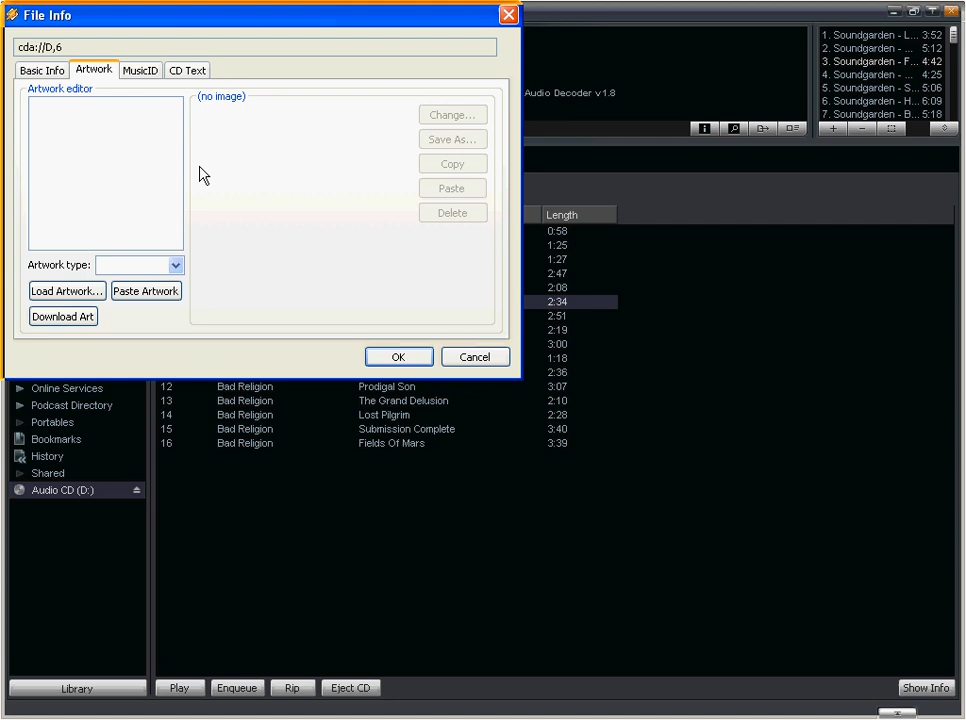 File Info
cda://D,6
Basic Info
Artwork
MusicID
CD Text
Artwork editor
(no image)
Change...
Save As...
Copy
Paste
Delete
Artwork type:
Load Artwork...
Paste Artwork
Download Art
OK
Cancel
Audio Decoder v1.8
1. Soundgarden - L... 3:52
2. Soundgarden - ... 5:12
3. Soundgarden - F... 4:42
4. Soundgarden - ... 4:25
5. Soundgarden - S... 5:06
6. Soundgarden - H... 6:09
7. Soundgarden - B... 5:18
Length
0:58
1:25
1:27
2:47
2:08
2:34
2:51
2:19
3:00
1:18
2:36
12 Bad Religion Prodigal Son 3:07
13 Bad Religion The Grand Delusion 2:10
14 Bad Religion Lost Pilgrim 2:28
15 Bad Religion Submission Complete 3:40
16 Bad Religion Fields Of Mars 3:39
Online Services
Podcast Directory
Portables
Bookmarks
History
Shared
Audio CD (D:)
Library
Play
Enqueue
Rip
Eject CD
Show Info